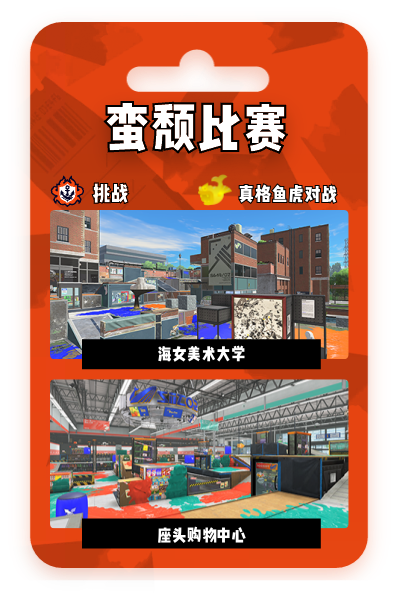 蛮颓比赛
挑战
真格鱼虎对战
海女美术大学
座头购物中心